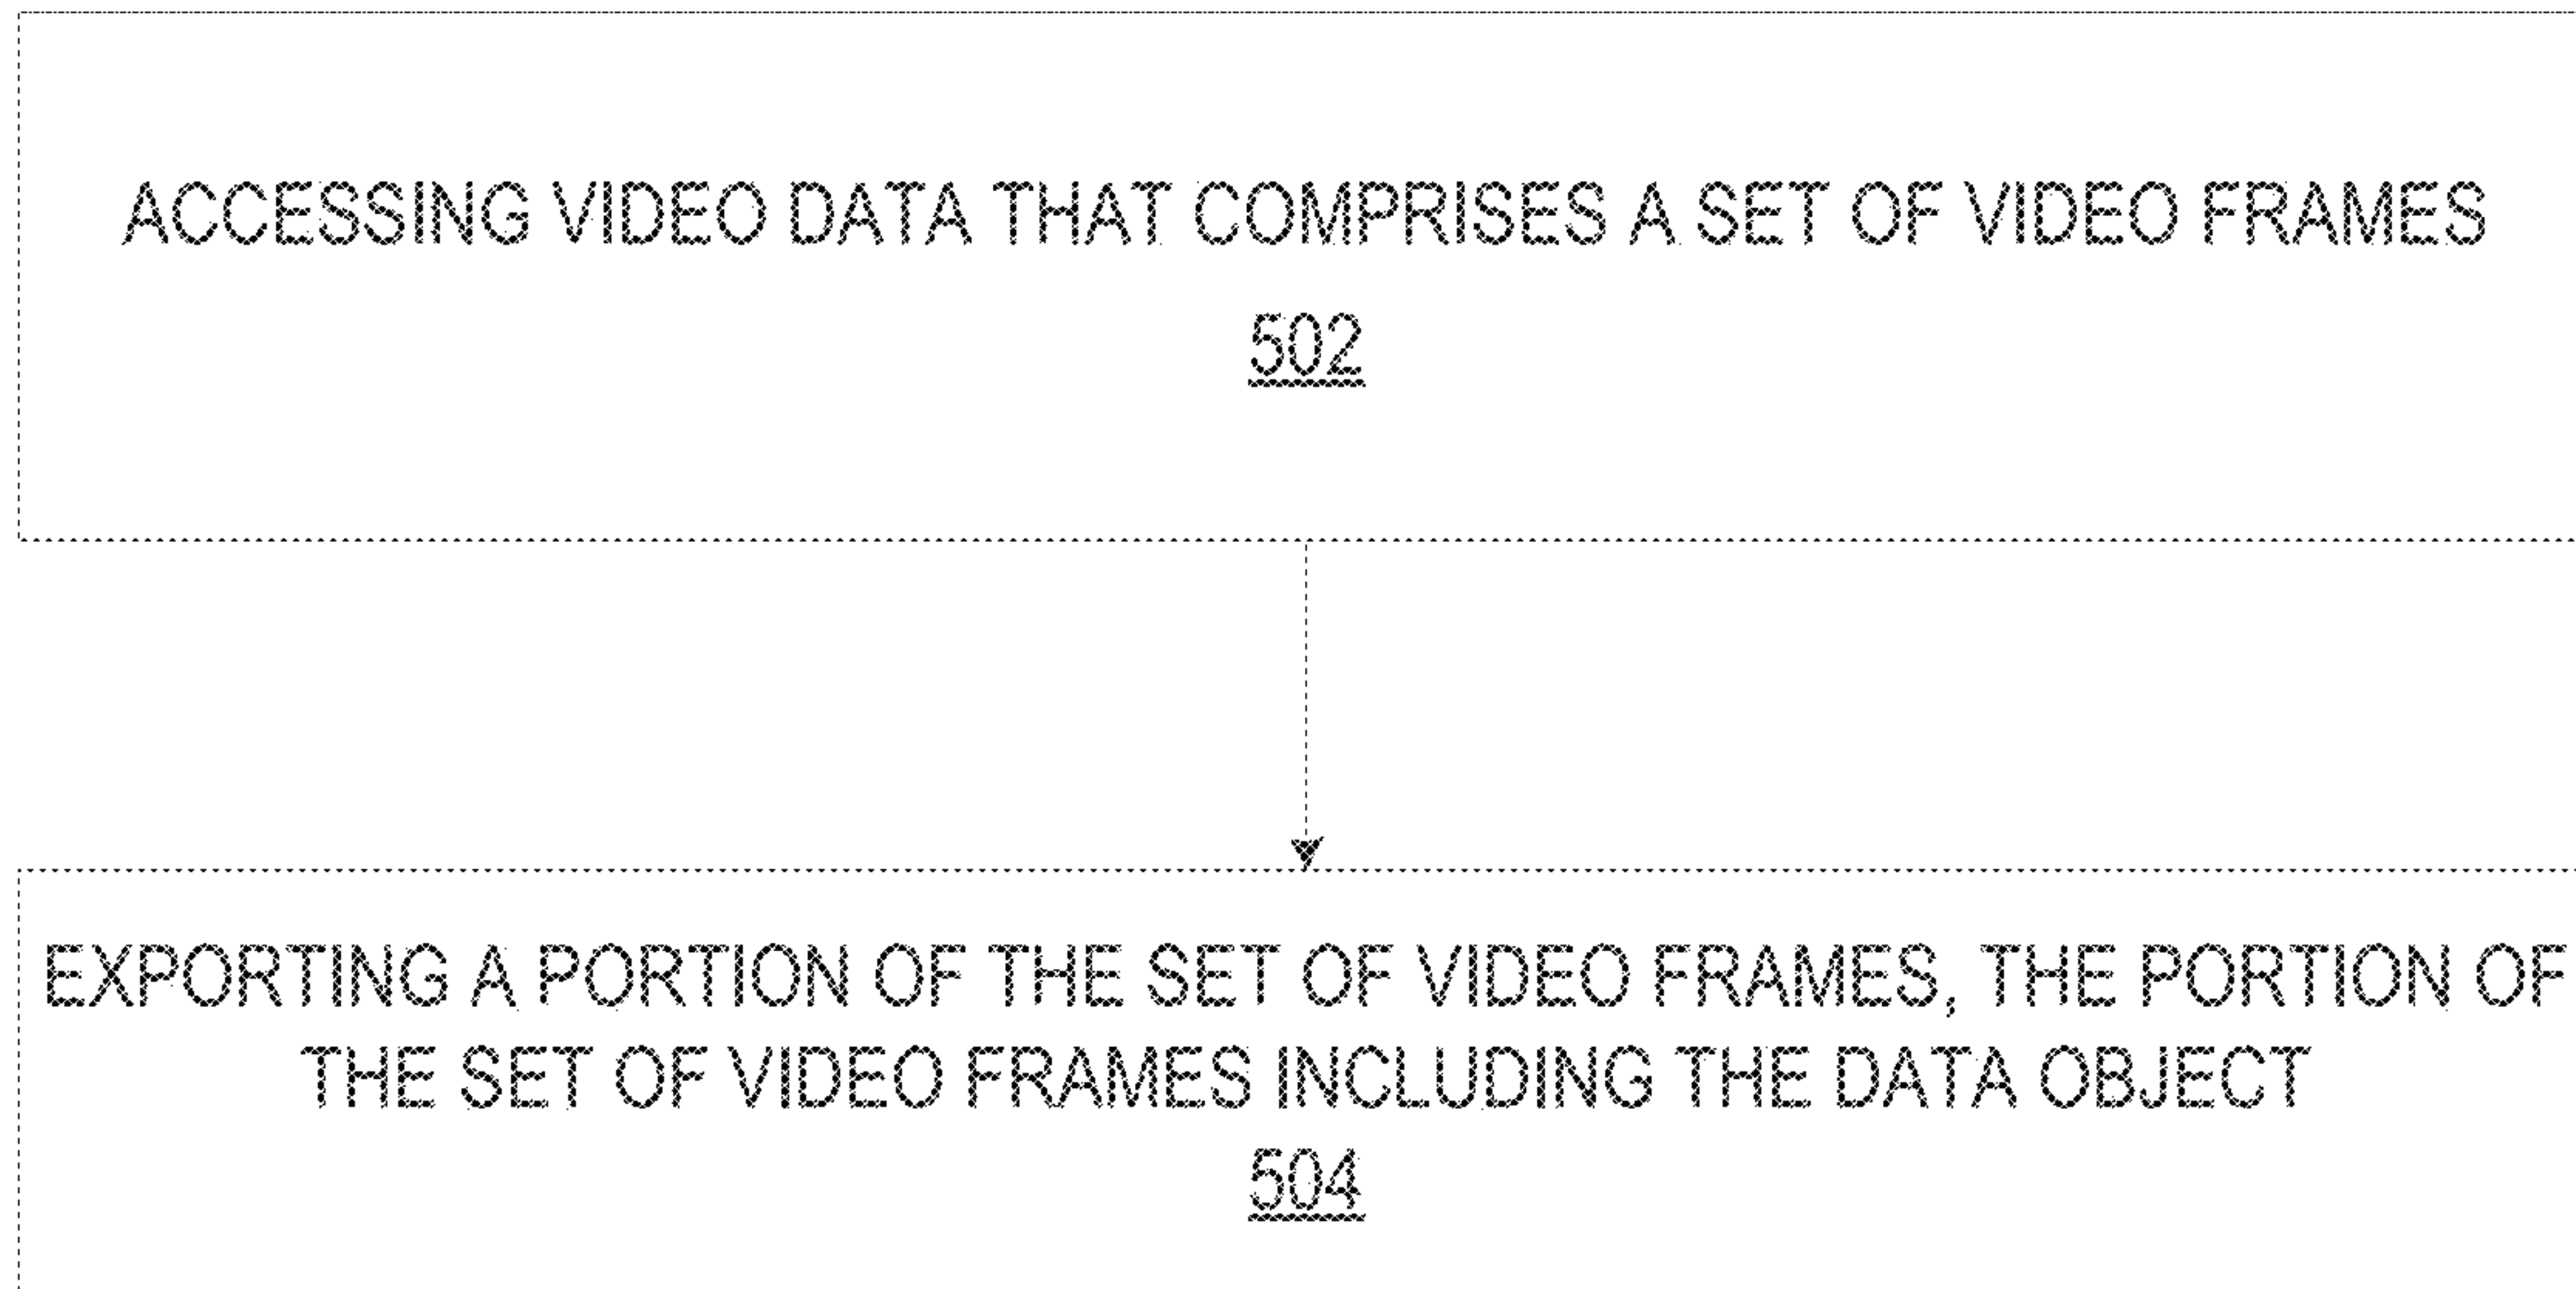 ACCESSING VIDEO DATA THAT COMPRISES A SET OF VIDEO FRAMES
502
EXPORTING A PORTION OF THE SET OF VIDEO FRAMES, THE PORTION OF
THE SET OF VIDEO FRAMES INCLUDING THE DATA OBJECT
504